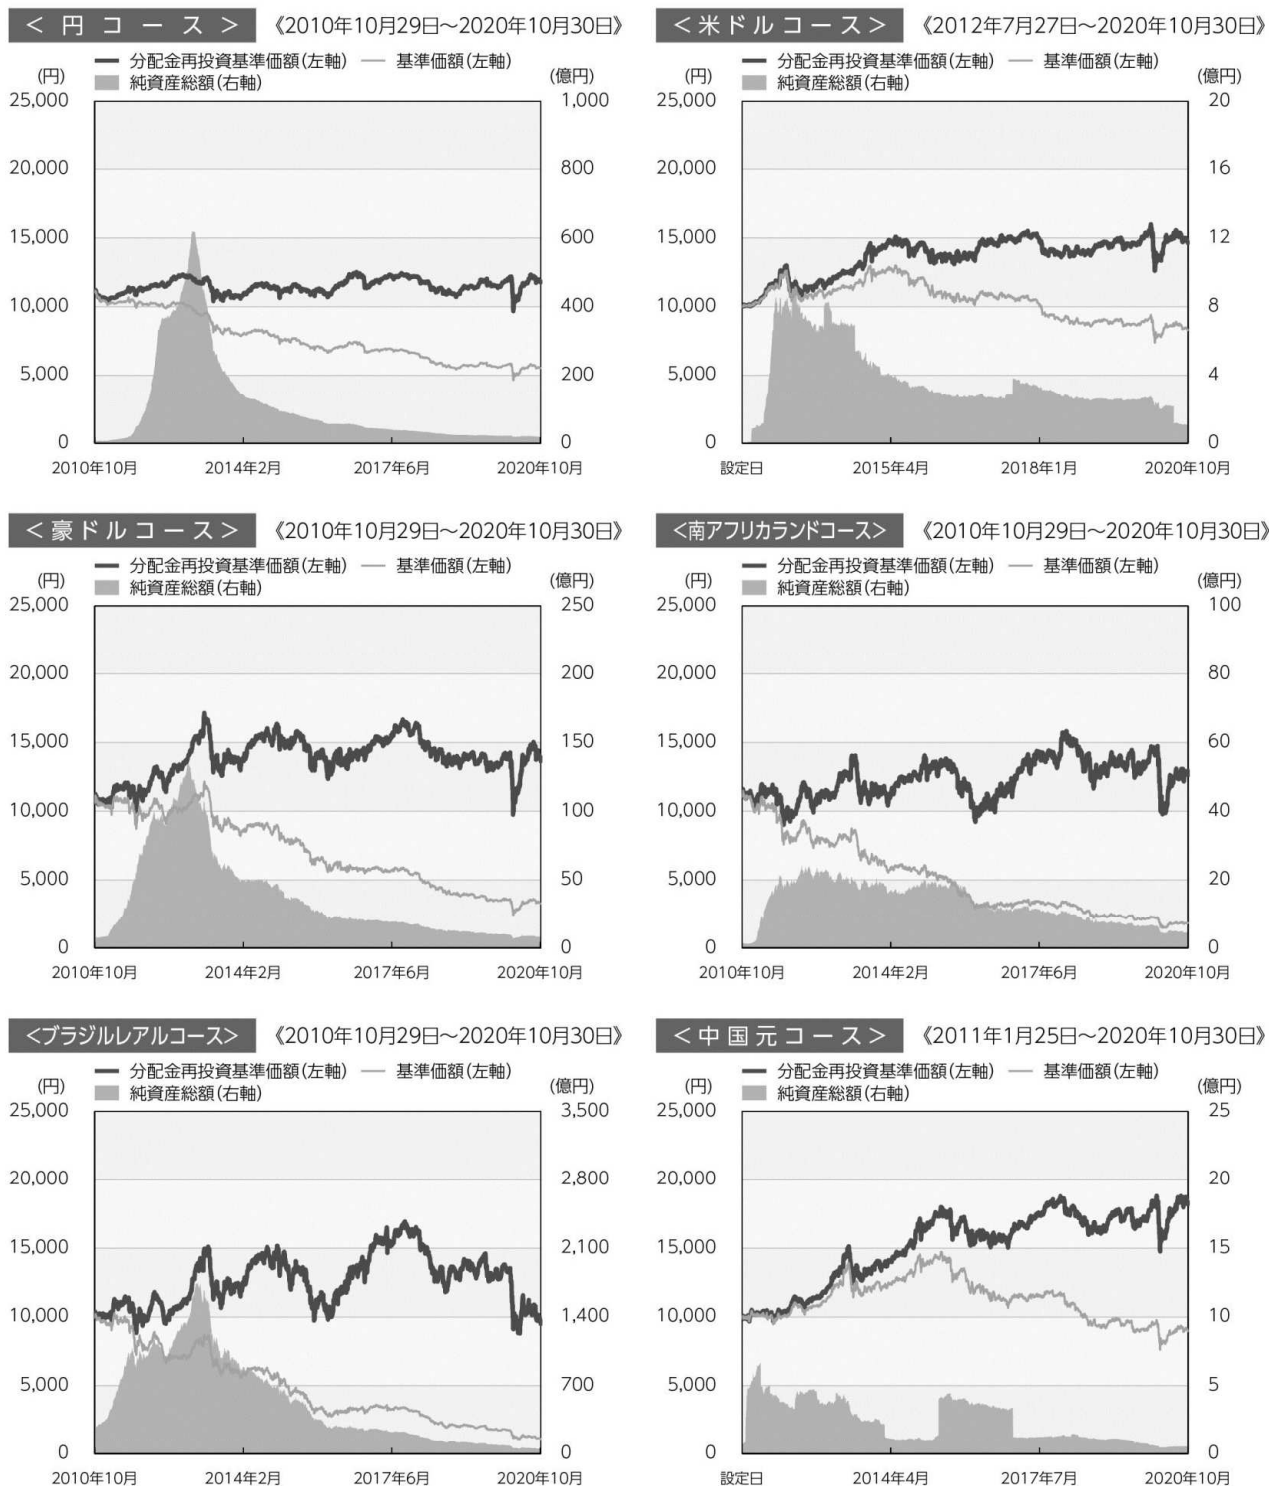 ＜円コース＞ 《2010年10月29日～2020年10月30日》
━ 分配金再投資基準価額(左軸) ─ 基準価額(左軸)
(円) 純資産総額(右軸) (億円)
25,000 1,000
20,000 800
15,000 600
10,000 400
5,000 200
0 0
2010年10月 2014年2月 2017年6月 2020年10月
＜米ドルコース＞ 《2012年7月27日～2020年10月30日》
━ 分配金再投資基準価額(左軸) ─ 基準価額(左軸)
(円) 純資産総額(右軸) (億円)
25,000 20
20,000 16
15,000 12
10,000 8
5,000 4
0 0
設定日 2015年4月 2018年1月 2020年10月
＜豪ドルコース＞ 《2010年10月29日～2020年10月30日》
━ 分配金再投資基準価額(左軸) ─ 基準価額(左軸)
(円) 純資産総額(右軸) (億円)
25,000 250
20,000 200
15,000 150
10,000 100
5,000 50
0 0
2010年10月 2014年2月 2017年6月 2020年10月
＜南アフリカランドコース＞ 《2010年10月29日～2020年10月30日》
━ 分配金再投資基準価額(左軸) ─ 基準価額(左軸)
(円) 純資産総額(右軸) (億円)
25,000 100
20,000 80
15,000 60
10,000 40
5,000 20
0 0
2010年10月 2014年2月 2017年6月 2020年10月
＜ブラジルレアルコース＞ 《2010年10月29日～2020年10月30日》
━ 分配金再投資基準価額(左軸) ─ 基準価額(左軸)
(円) 純資産総額(右軸) (億円)
25,000 3,500
20,000 2,800
15,000 2,100
10,000 1,400
5,000 700
0 0
2010年10月 2014年2月 2017年6月 2020年10月
＜中国元コース＞ 《2011年1月25日～2020年10月30日》
━ 分配金再投資基準価額(左軸) ─ 基準価額(左軸)
(円) 純資産総額(右軸) (億円)
25,000 25
20,000 20
15,000 15
10,000 10
5,000 5
0 0
設定日 2014年4月 2017年7月 2020年10月